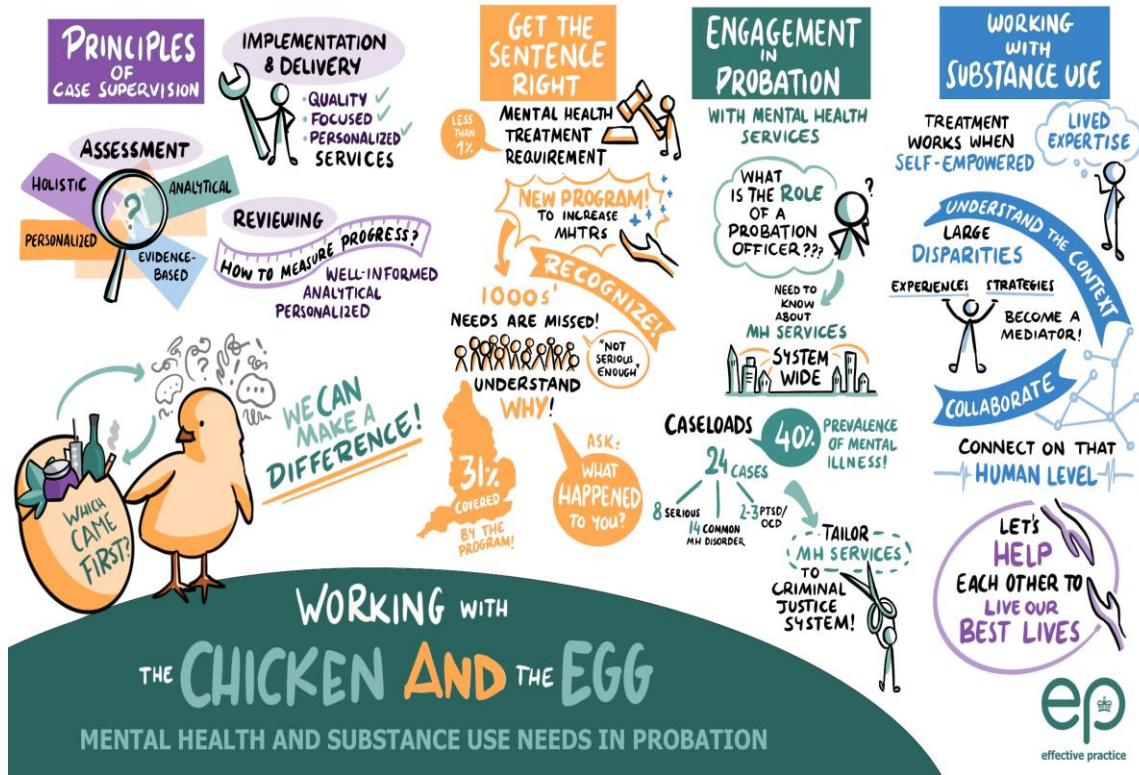 PRINCIPLES
OF
CASE SUPERVISION
IMPLEMENTATION
& DELIVERY
· QUALITY ✓
· FOCUSED ✓
· PERSONALIZED ✓
SERVICES
ASSESSMENT
HOLISTIC
ANALYTICAL
?
PERSONALIZED
EVIDENCE-
BASED
REVIEWING
HOW TO MEASURE PROGRESS?
WELL-INFORMED
ANALYTICAL
PERSONALIZED
WHICH
CAME
FIRST?
WE CAN
MAKE A
DIFFERENCE!
GET THE
SENTENCE
RIGHT
LESS
THAN
1%
MENTAL HEALTH
TREATMENT
REQUIREMENT
NEW PROGRAM!
TO INCREASE
MHTRS
RECOGNIZE!
1000s'
NEEDS ARE MISSED!
"NOT
SERIOUS
ENOUGH"
UNDERSTAND
WHY!
31%
COVERED
BY THE
PROGRAM!
ASK:
WHAT
HAPPENED
TO YOU?
ENGAGEMENT
IN
PROBATION
WITH MENTAL HEALTH
SERVICES
WHAT
IS THE ROLE
OF A
PROBATION
OFFICER???
?
NEED TO
KNOW
ABOUT
MH SERVICES
SYSTEM
WIDE
CASELOADS
24 CASES
8 SERIOUS
14 COMMON
MH DISORDER
2-3 PTSD/
OCD
40%
PREVALENCE
OF MENTAL
ILLNESS!
TAILOR
MH SERVICES
TO
CRIMINAL
JUSTICE
SYSTEM!
WORKING
WITH
SUBSTANCE USE
TREATMENT
WORKS WHEN
SELF-EMPOWERED
LIVED
EXPERTISE
UNDERSTAND THE CONTEXT
LARGE
DISPARITIES
EXPERIENCES STRATEGIES
BECOME A
MEDIATOR!
COLLABORATE
CONNECT ON THAT
HUMAN LEVEL
LET'S
HELP
EACH OTHER TO
LIVE OUR
BEST LIVES
WORKING WITH
THE CHICKEN AND THE EGG
MENTAL HEALTH AND SUBSTANCE USE NEEDS IN PROBATION
ep
effective practice